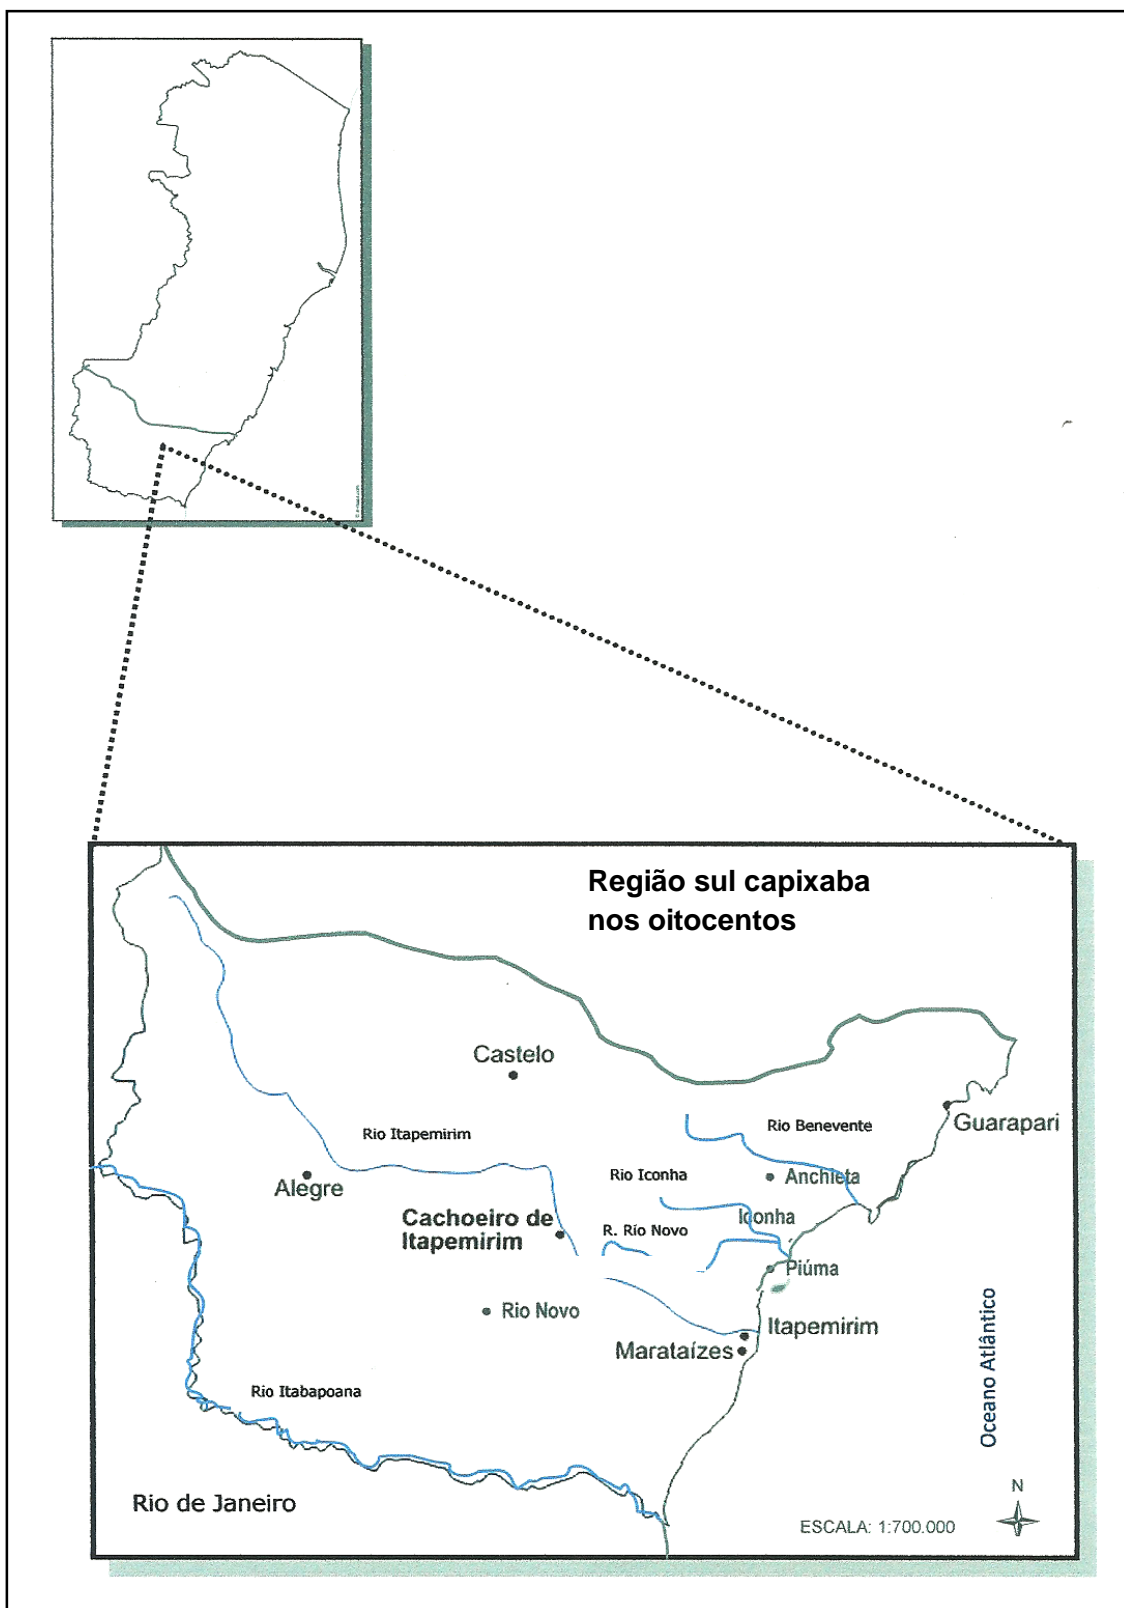 Região sul capixaba
nos oitocentos
Castelo
Guarapari
Rio Benevente
Rio Itapemirim
Rio Iconha
Anchieta
Alegre
Iconha
Cachoeiro de
Itapemirim
R. Rio Novo
Piúma
Rio Novo
Itapemirim
Marataízes
Oceano Atlântico
Rio Itabapoana
Rio de Janeiro
N
ESCALA: 1:700.000